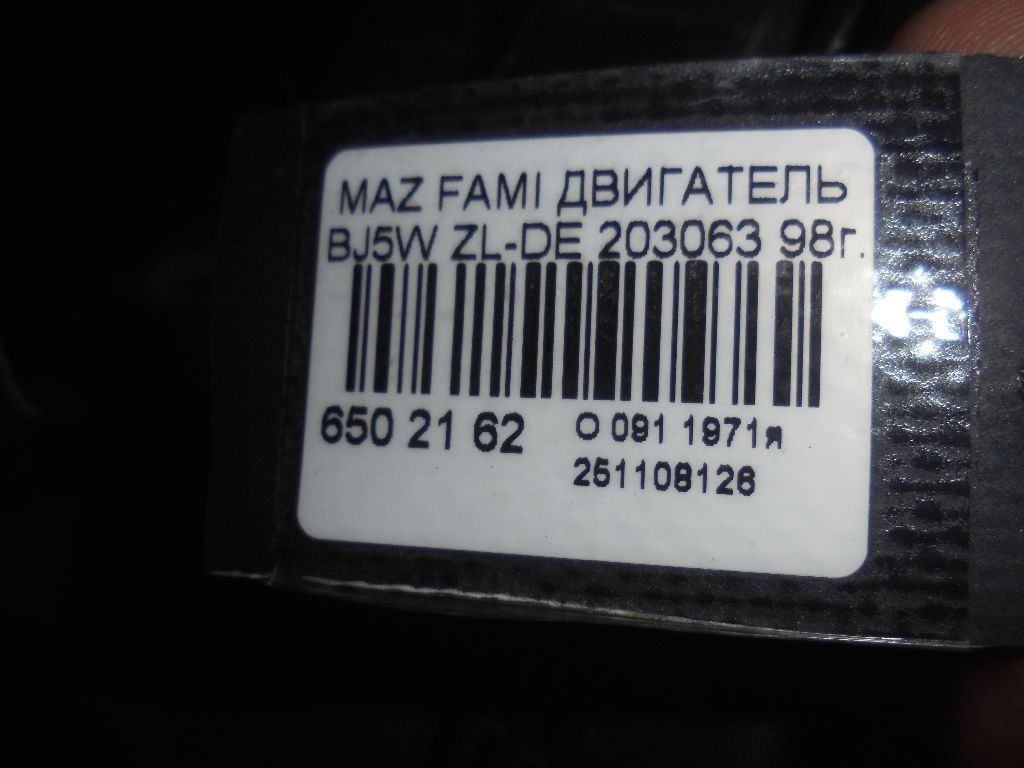 MAZ FAMI ДВИГАТЕЛЬ
BJ5W ZL-DE 203063 98г.
650 21 62
О 091 1971я
251108126